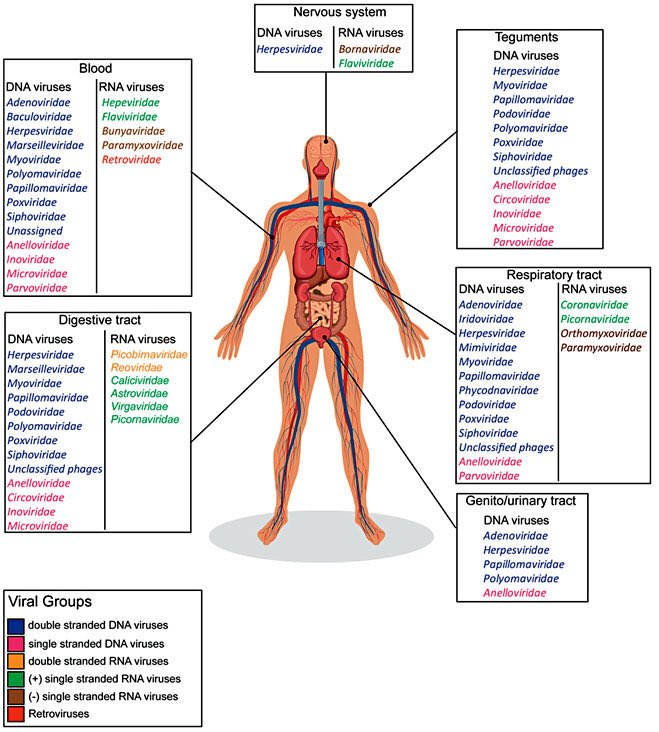 Nervous system
DNA viruses RNA viruses
Herpesviridae Bornaviridae
Flaviviridae
Blood
DNA viruses RNA viruses
Adenoviridae Hepeviridae
Baculoviridae Flaviviridae
Herpesviridae Bunyaviridae
Marseilleviridae Paramyxoviridae
Myoviridae Retroviridae
Polyomaviridae
Papillomaviridae
Poxviridae
Siphoviridae
Unassigned
Anelloviridae
Inoviridae
Microviridae
Parvoviridae
Teguments
DNA viruses
Herpesviridae
Myoviridae
Papillomaviridae
Podoviridae
Polyomaviridae
Poxviridae
Siphoviridae
Unclassified phages
Anelloviridae
Circoviridae
Inoviridae
Microviridae
Parvoviridae
Respiratory tract
DNA viruses RNA viruses
Adenoviridae Coronaviridae
Iridoviridae Picornaviridae
Herpesviridae Orthomyxoviridae
Mimiviridae Paramyxoviridae
Myoviridae
Papillomaviridae
Phycodnaviridae
Podoviridae
Poxviridae
Siphoviridae
Unclassified phages
Anelloviridae
Parvoviridae
Digestive tract
DNA viruses RNA viruses
Herpesviridae Picobirnaviridae
Marseilleviridae Reoviridae
Myoviridae Caliciviridae
Papillomaviridae Astroviridae
Podoviridae Virgaviridae
Polyomaviridae Picornaviridae
Poxviridae
Siphoviridae
Unclassified phages
Anelloviridae
Circoviridae
Inoviridae
Microviridae
Genito/urinary tract
DNA viruses
Adenoviridae
Herpesviridae
Papillomaviridae
Polyomaviridae
Anelloviridae
Viral Groups
double stranded DNA viruses
single stranded DNA viruses
double stranded RNA viruses
(+) single stranded RNA viruses
(-) single stranded RNA viruses
Retroviruses